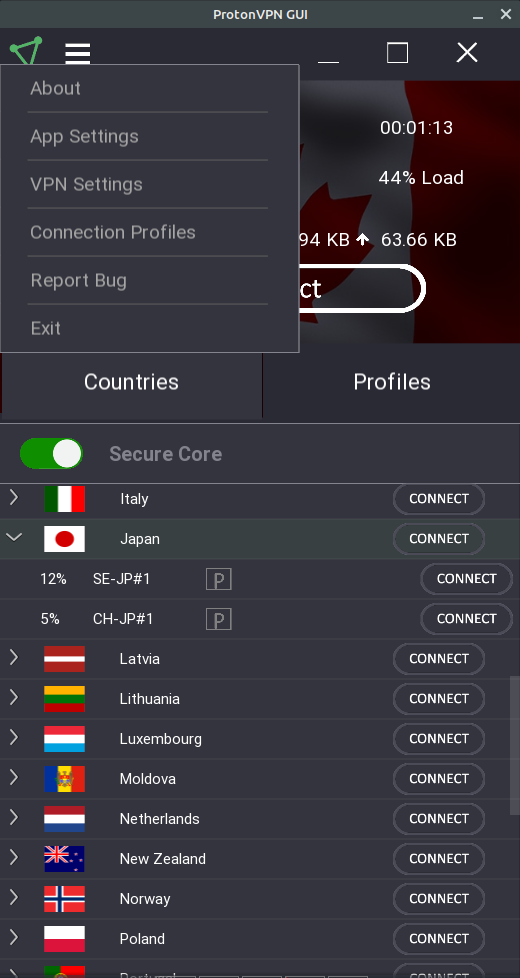 ProtonVPN GUI
About
00:01:13
App Settings
44% Load
VPN Settings
Connection Profiles
94 KB 63.66 KB
Report Bug
ct
Exit
Countries Profiles
Secure Core
Italy CONNECT
Japan CONNECT
12% SE-JP#1 P CONNECT
5% CH-JP#1 P CONNECT
Latvia CONNECT
Lithuania CONNECT
Luxembourg CONNECT
Moldova CONNECT
Netherlands CONNECT
New Zealand CONNECT
Norway CONNECT
Poland CONNECT